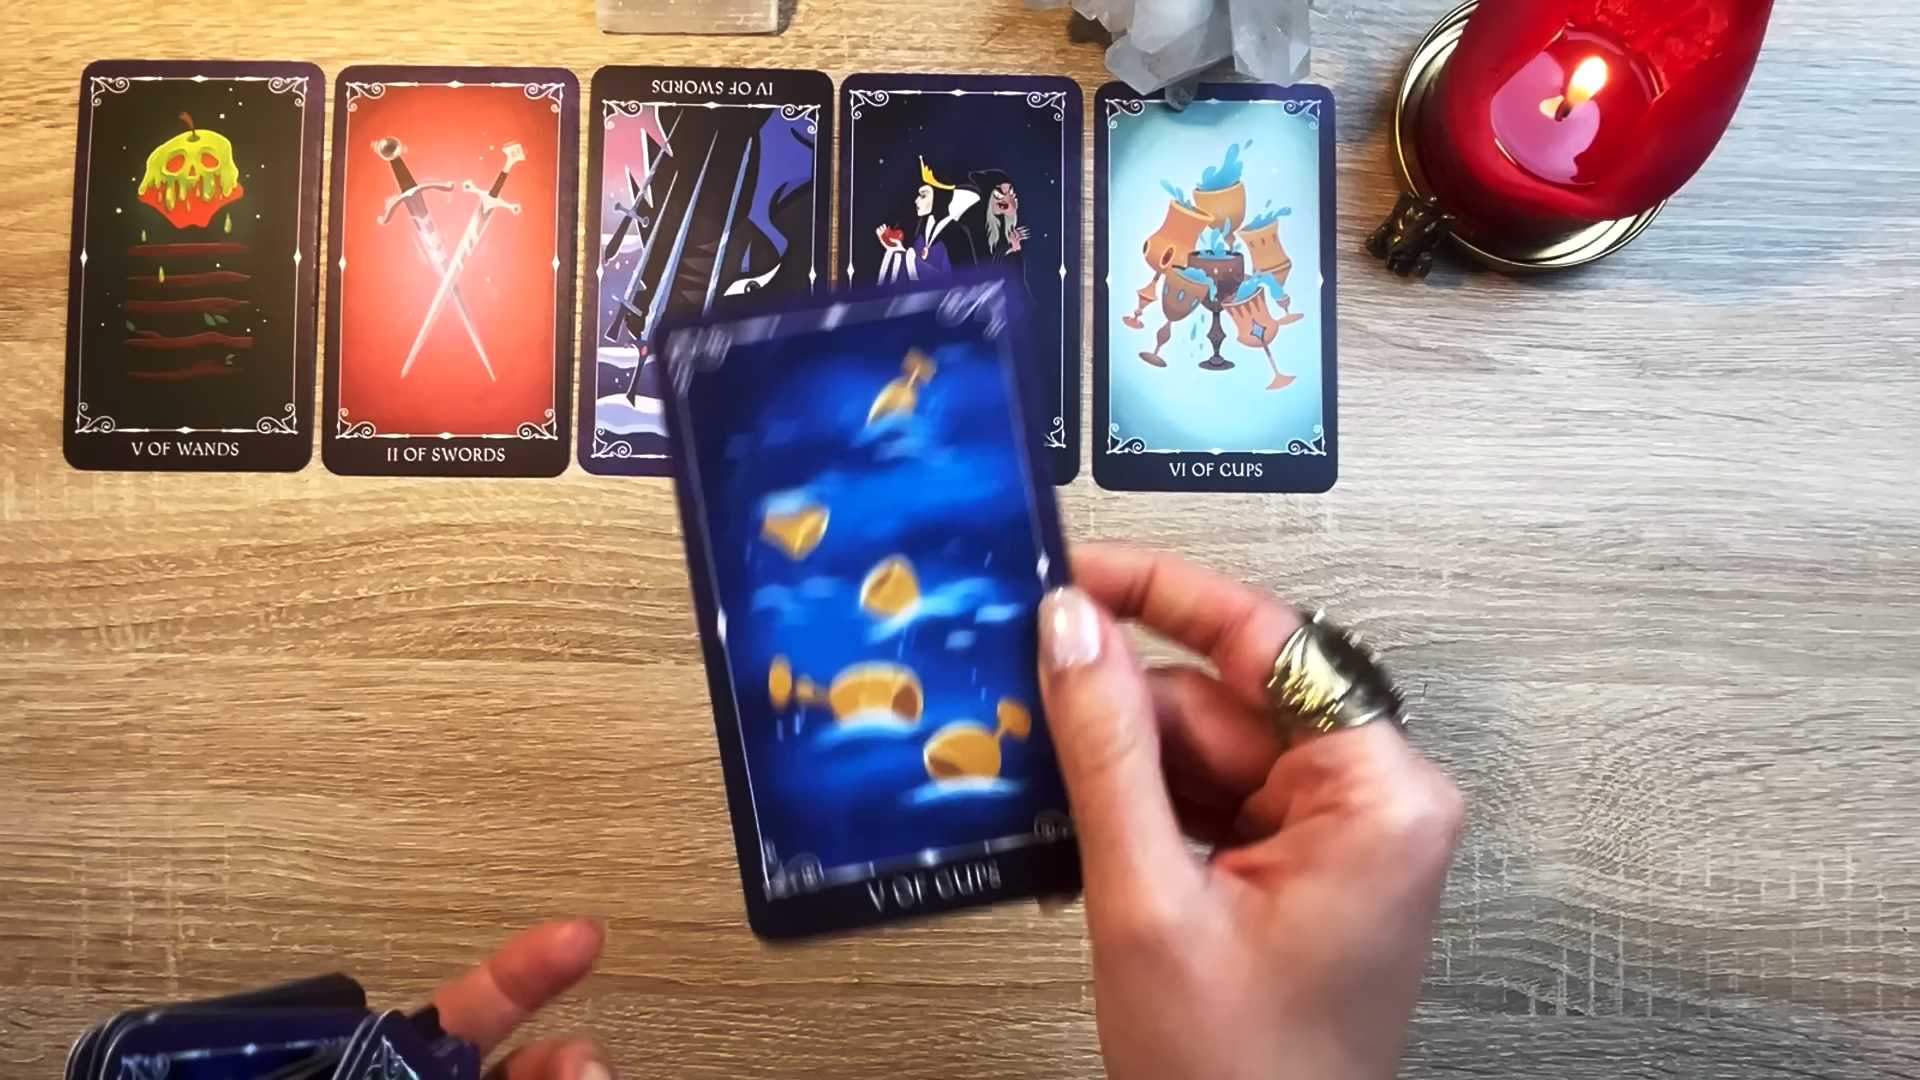 V OF WANDS
II OF SWORDS
IV OF SWORDS
VI OF CUPS
V OF CUPS